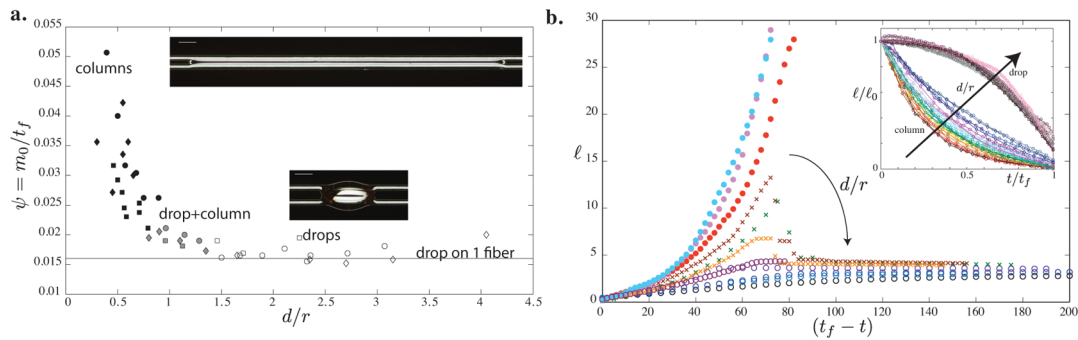 a.
0.055
0.05
0.045
0.04
0.035
0.03
0.025
0.02
0.015
0.01
ψ = m₀/t_f
columns
drop+column
drops
drop on 1 fiber
0
0.5
1
1.5
2
2.5
3
3.5
4
4.5
d/r
b.
30
25
20
15
10
5
0
ℓ
d/r
0
20
40
60
80
100
120
140
160
180
200
(t_f − t)
1
ℓ/ℓ₀
0
column
d/r
drop
0
0.5
1
t/t_f